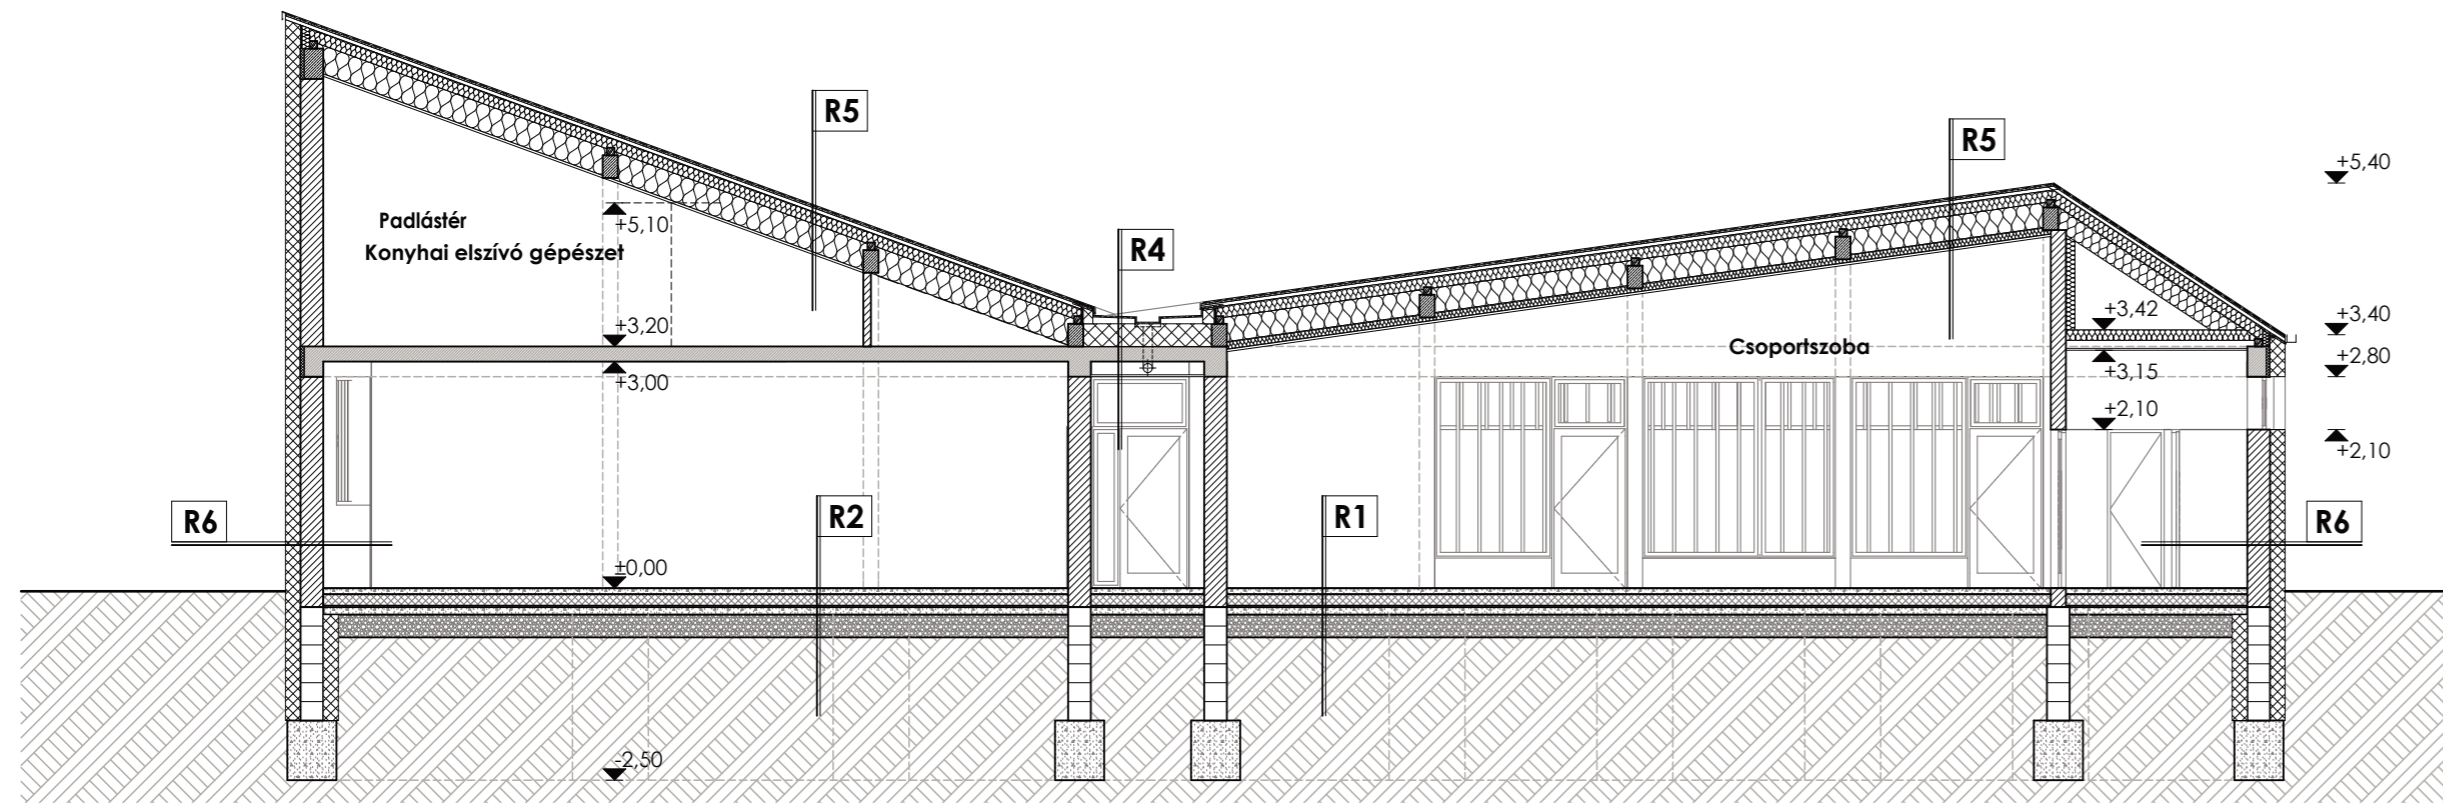 R5
R5
+5,40
Padlástér
+5,10
Konyhai elszívó gépészet
R4
+3,20
+3,42
+3,40
Csoportszoba
+3,00
+3,15
+2,80
+2,10
+2,10
R6
R2
R1
R6
±0,00
-2,50